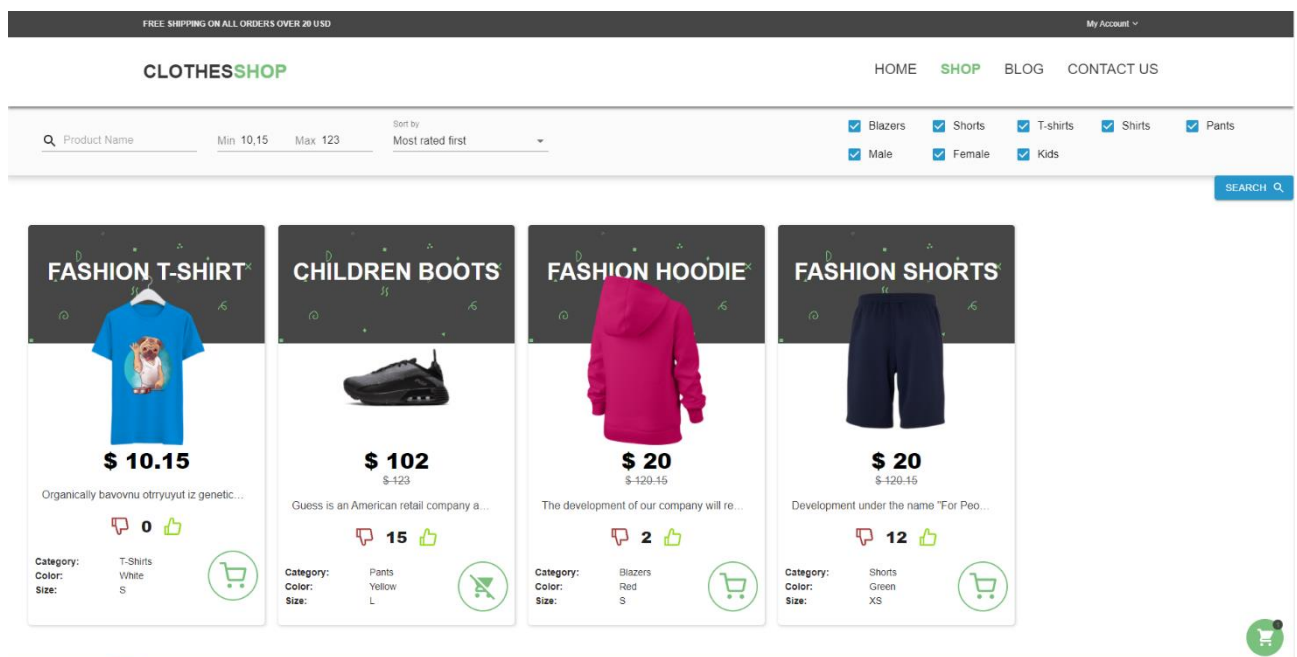 FREE SHIPPING ON ALL ORDERS OVER 20 USD
My Account
CLOTHESSHOP
HOME SHOP BLOG CONTACT US
Product Name
Min 10,15 Max 123
Sort by
Most rated first
Blazers Shorts T-shirts Shirts Pants
Male Female Kids
SEARCH
FASHION T-SHIRT
$ 10.15
Organically bavovnu otrryuyut iz genetic...
0
Category: T-Shirts
Color: White
Size: S
CHILDREN BOOTS
$ 102
$ 123
Guess is an American retail company a...
15
Category: Pants
Color: Yellow
Size: L
FASHION HOODIE
$ 20
$ 120.15
The development of our company will re...
2
Category: Blazers
Color: Red
Size: S
FASHION SHORTS
$ 20
$ 120.15
Development under the name "For Peo...
12
Category: Shorts
Color: Green
Size: XS